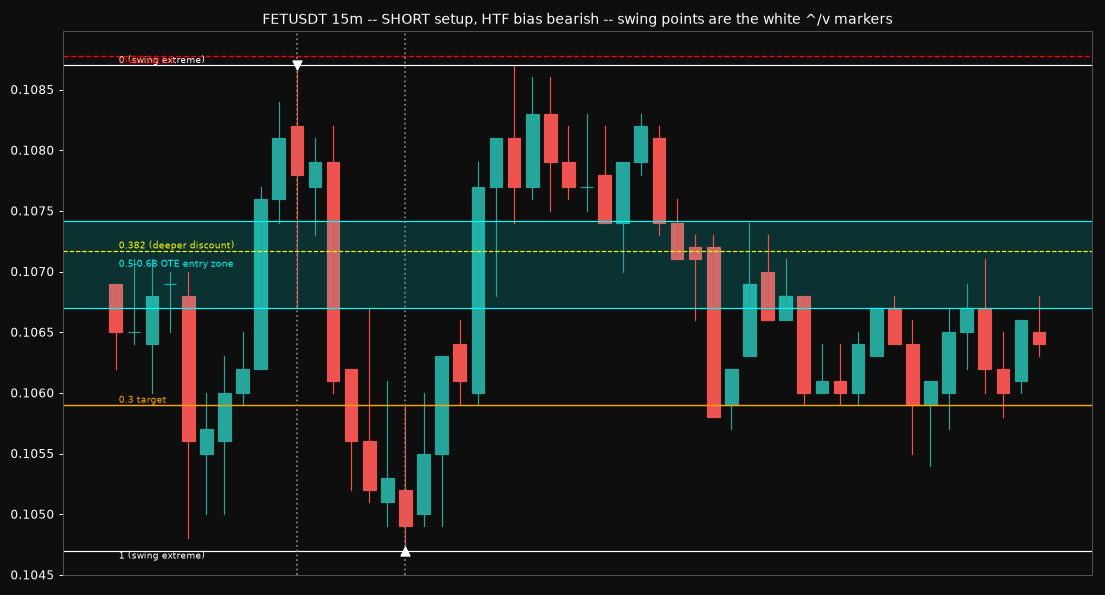 FETUSDT 15m -- SHORT setup, HTF bias bearish -- swing points are the white ^/v markers
0 (swing extreme)
0.1085
0.1080
0.1075
0.382 (deeper discount)
0.5-0.68 OTE entry zone
0.1070
0.1065
0.1060
0.3 target
0.1055
0.1050
1 (swing extreme)
0.1045